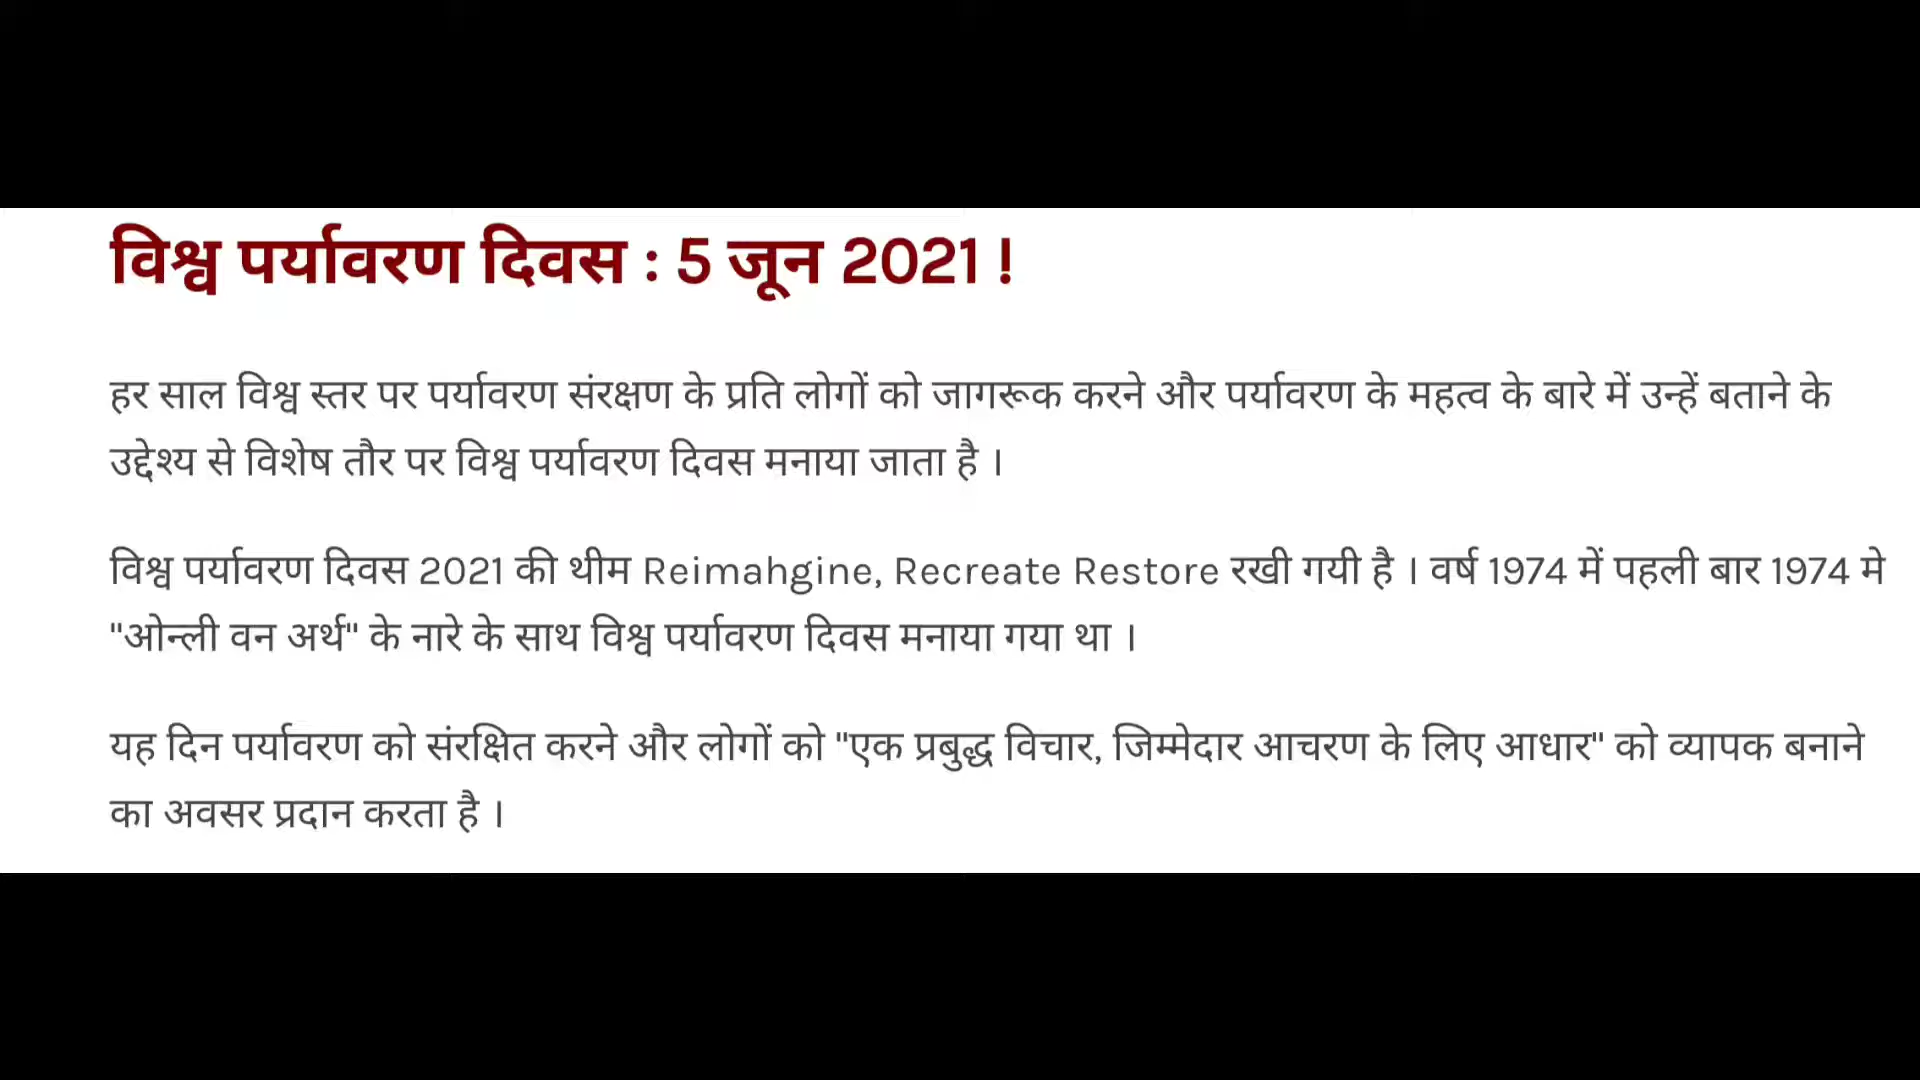 विश्व पर्यावरण दिवस : 5 जून 2021 !
हर साल विश्व स्तर पर पर्यावरण संरक्षण के प्रति लोगों को जागरूक करने और पर्यावरण के महत्व के बारे में उन्हें बताने के
उद्देश्य से विशेष तौर पर विश्व पर्यावरण दिवस मनाया जाता है ।
विश्व पर्यावरण दिवस 2021 की थीम Reimahgine, Recreate Restore रखी गयी है । वर्ष 1974 में पहली बार 1974 मे
"ओन्ली वन अर्थ" के नारे के साथ विश्व पर्यावरण दिवस मनाया गया था ।
यह दिन पर्यावरण को संरक्षित करने और लोगों को "एक प्रबुद्ध विचार, जिम्मेदार आचरण के लिए आधार" को व्यापक बनाने
का अवसर प्रदान करता है ।